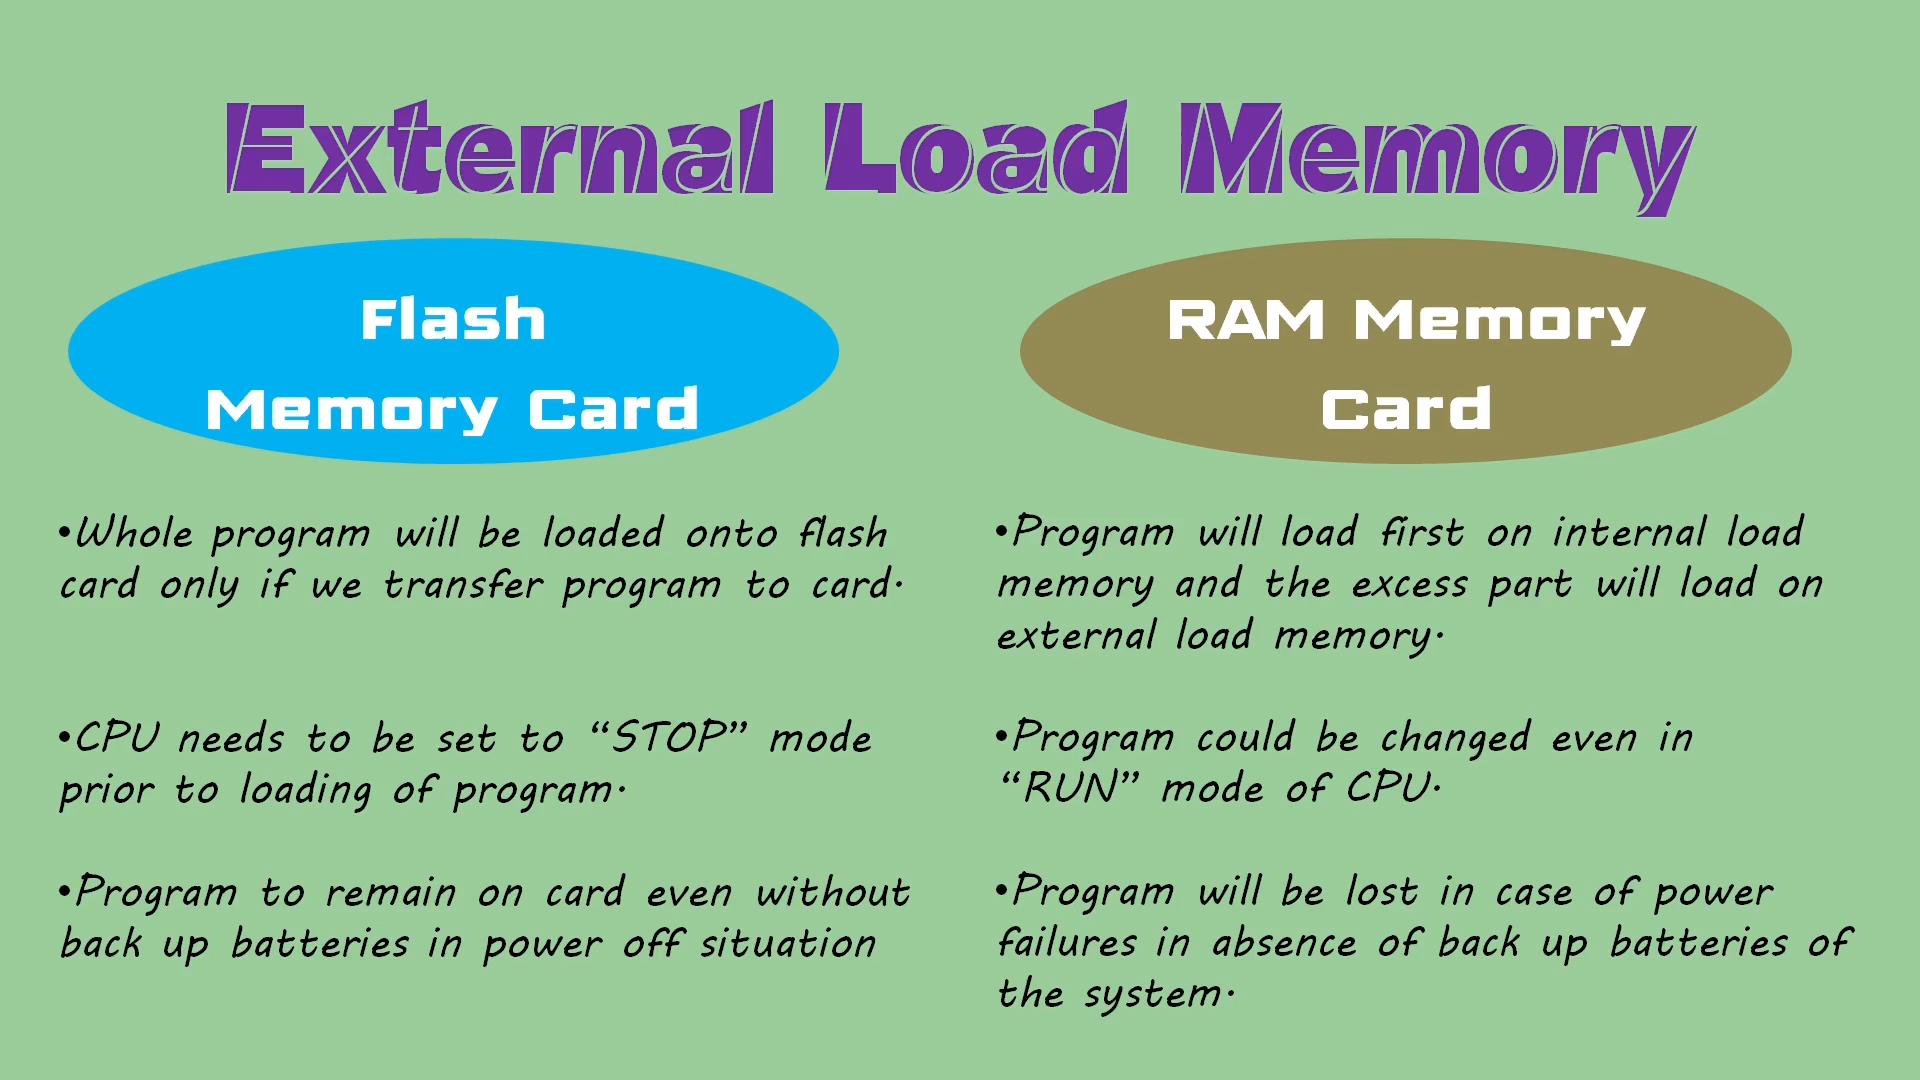 External Load Memory
Flash
Memory Card
•Whole program will be loaded onto flash
card only if we transfer program to card.
•CPU needs to be set to “STOP” mode
prior to loading of program.
•Program to remain on card even without
back up batteries in power off situation
RAM Memory
Card
•Program will load first on internal load
memory and the excess part will load on
external load memory.
•Program could be changed even in
“RUN” mode of CPU.
•Program will be lost in case of power
failures in absence of back up batteries of
the system.